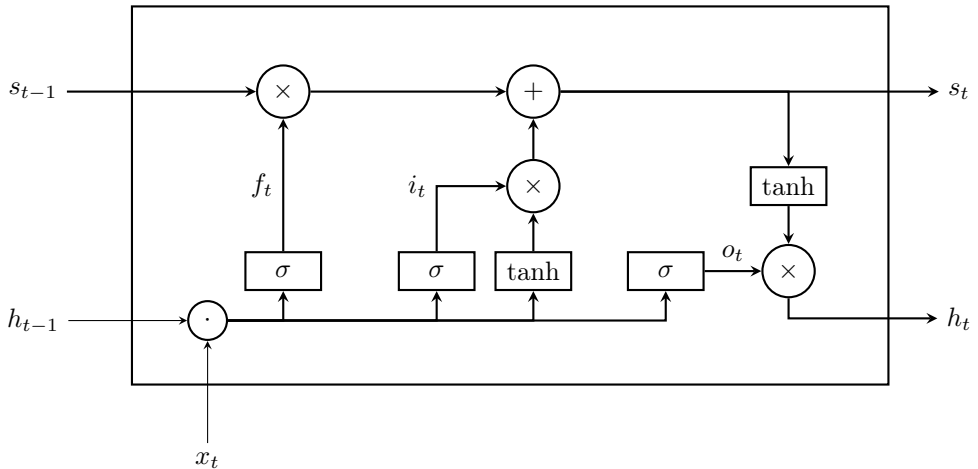 s_{t−1} × + s_t
f_t i_t × tanh
σ σ tanh σ o_t ×
h_{t−1} · h_t
x_t